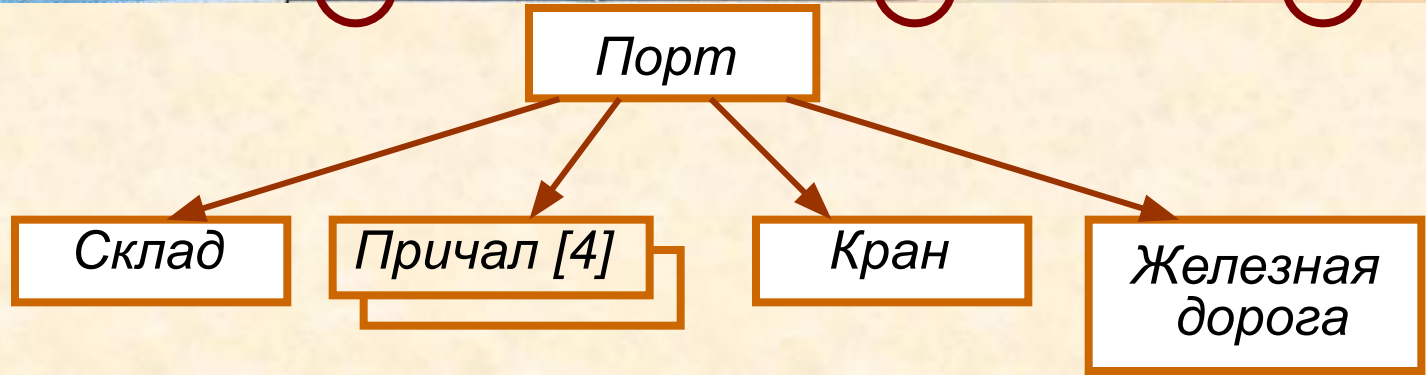 Порт
Склад
Причал [4]
Кран
Железная
дорога